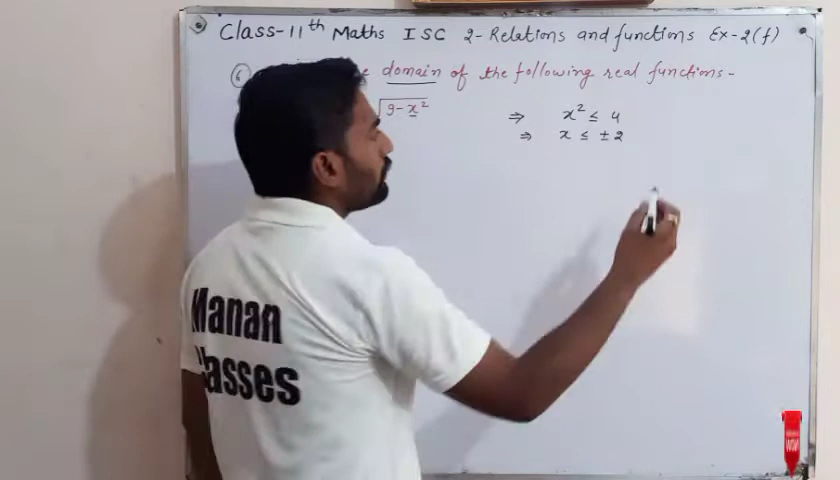 Class-11th Maths ISC 2-Relations and functions Ex-2(f)
6 domain of the following real functions-
√9-x²
⇒ x² ≤ 4
⇒ x ≤ ±2
Manan
Classes